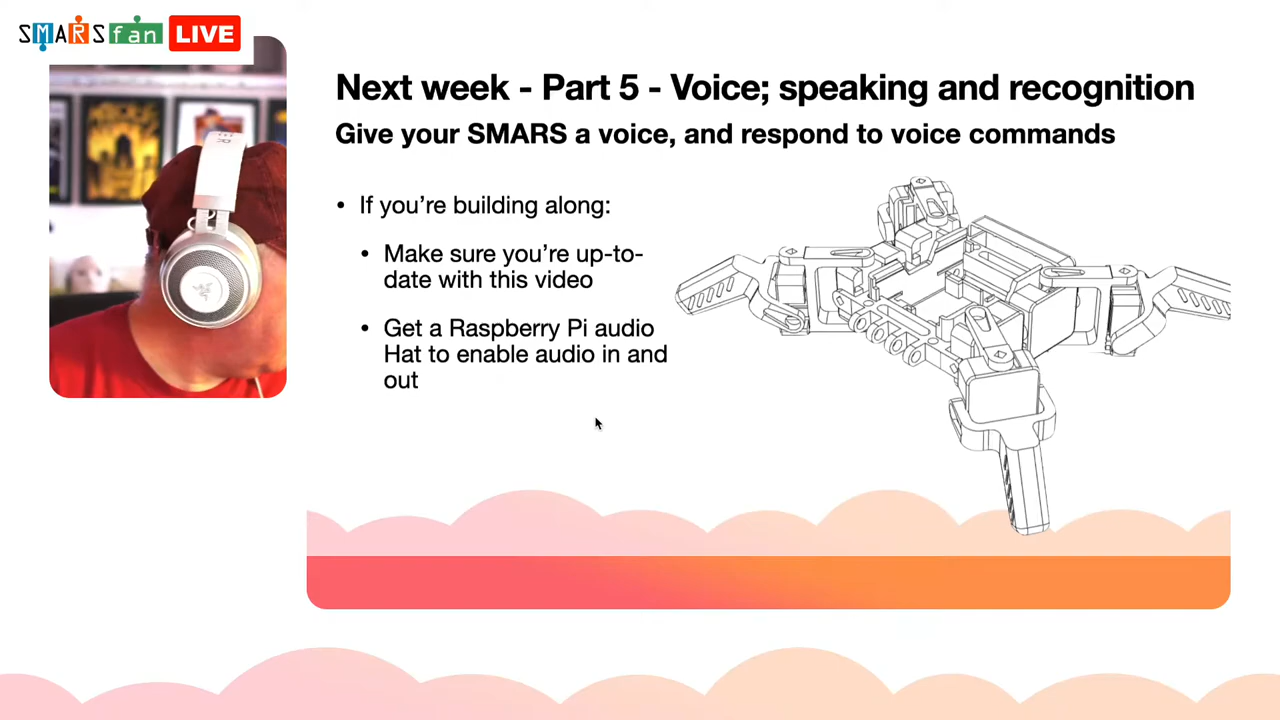 SMARS fan LIVE
Next week - Part 5 - Voice; speaking and recognition
Give your SMARS a voice, and respond to voice commands
• If you’re building along:
• Make sure you’re up-to-
date with this video
• Get a Raspberry Pi audio
Hat to enable audio in and
out